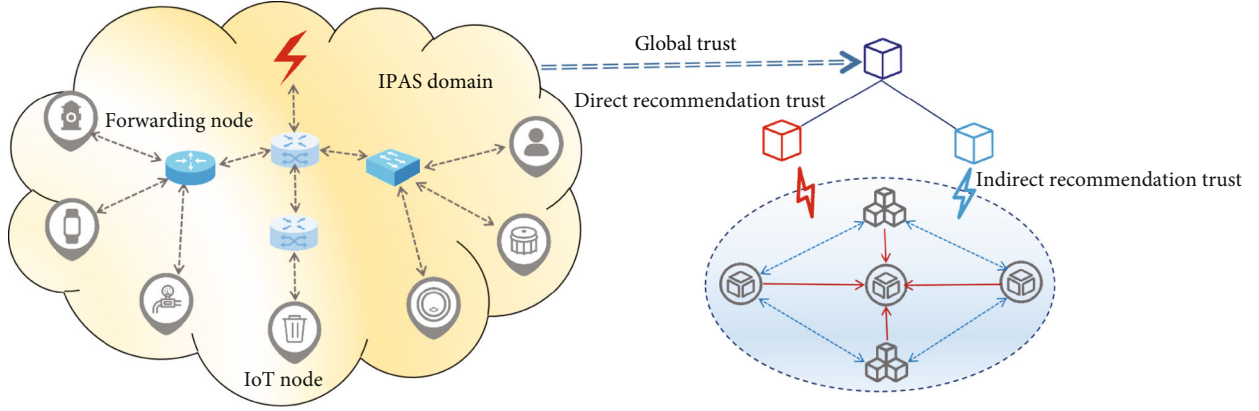 Global trust
IPAS domain
Direct recommendation trust
Forwarding node
Indirect recommendation trust
IoT node